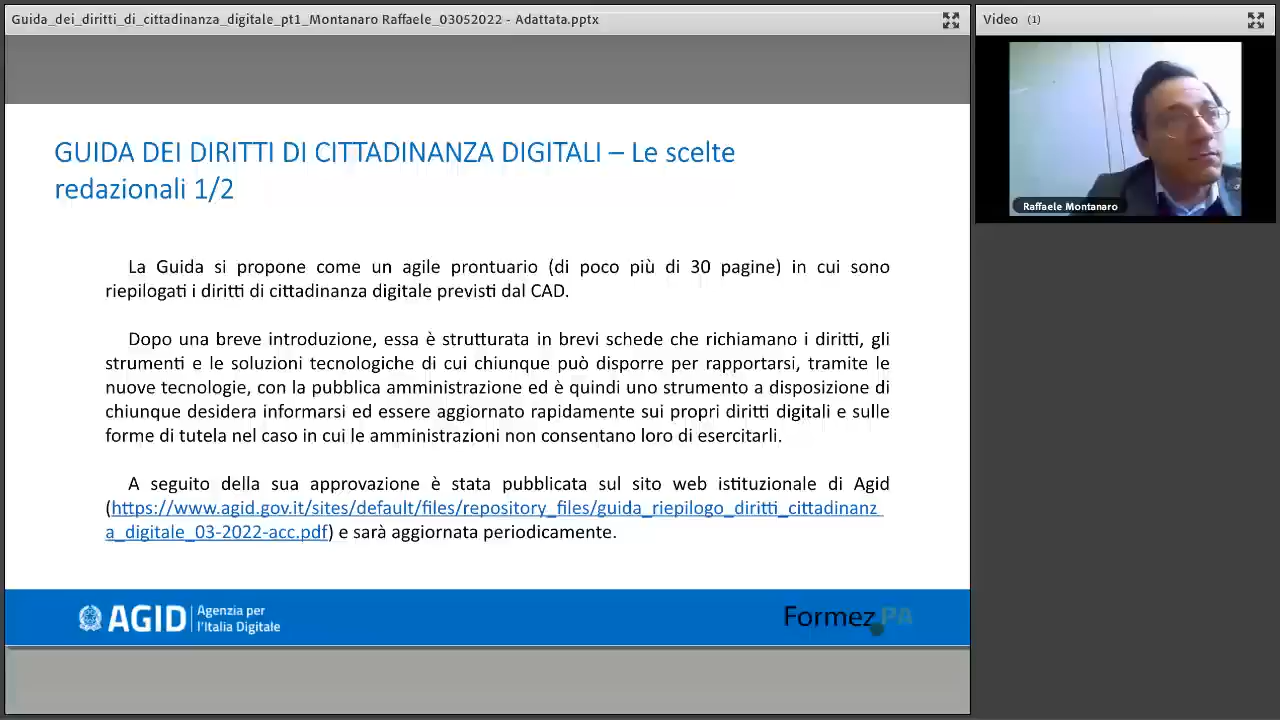 Guida_dei_diritti_di_cittadinanza_digitale_pt1_Montanaro Raffaele_03052022 - Adattata.pptx
Video (1)
Raffaele Montanaro
GUIDA DEI DIRITTI DI CITTADINANZA DIGITALI – Le scelte
redazionali 1/2
La Guida si propone come un agile prontuario (di poco più di 30 pagine) in cui sono
riepilogati i diritti di cittadinanza digitale previsti dal CAD.
Dopo una breve introduzione, essa è strutturata in brevi schede che richiamano i diritti, gli
strumenti e le soluzioni tecnologiche di cui chiunque può disporre per rapportarsi, tramite le
nuove tecnologie, con la pubblica amministrazione ed è quindi uno strumento a disposizione di
chiunque desidera informarsi ed essere aggiornato rapidamente sui propri diritti digitali e sulle
forme di tutela nel caso in cui le amministrazioni non consentano loro di esercitarli.
A seguito della sua approvazione è stata pubblicata sul sito web istituzionale di Agid
(https://www.agid.gov.it/sites/default/files/repository_files/guida_riepilogo_diritti_cittadinanz
a_digitale_03-2022-acc.pdf) e sarà aggiornata periodicamente.
AGID
Agenzia per
l'Italia Digitale
Formez PA